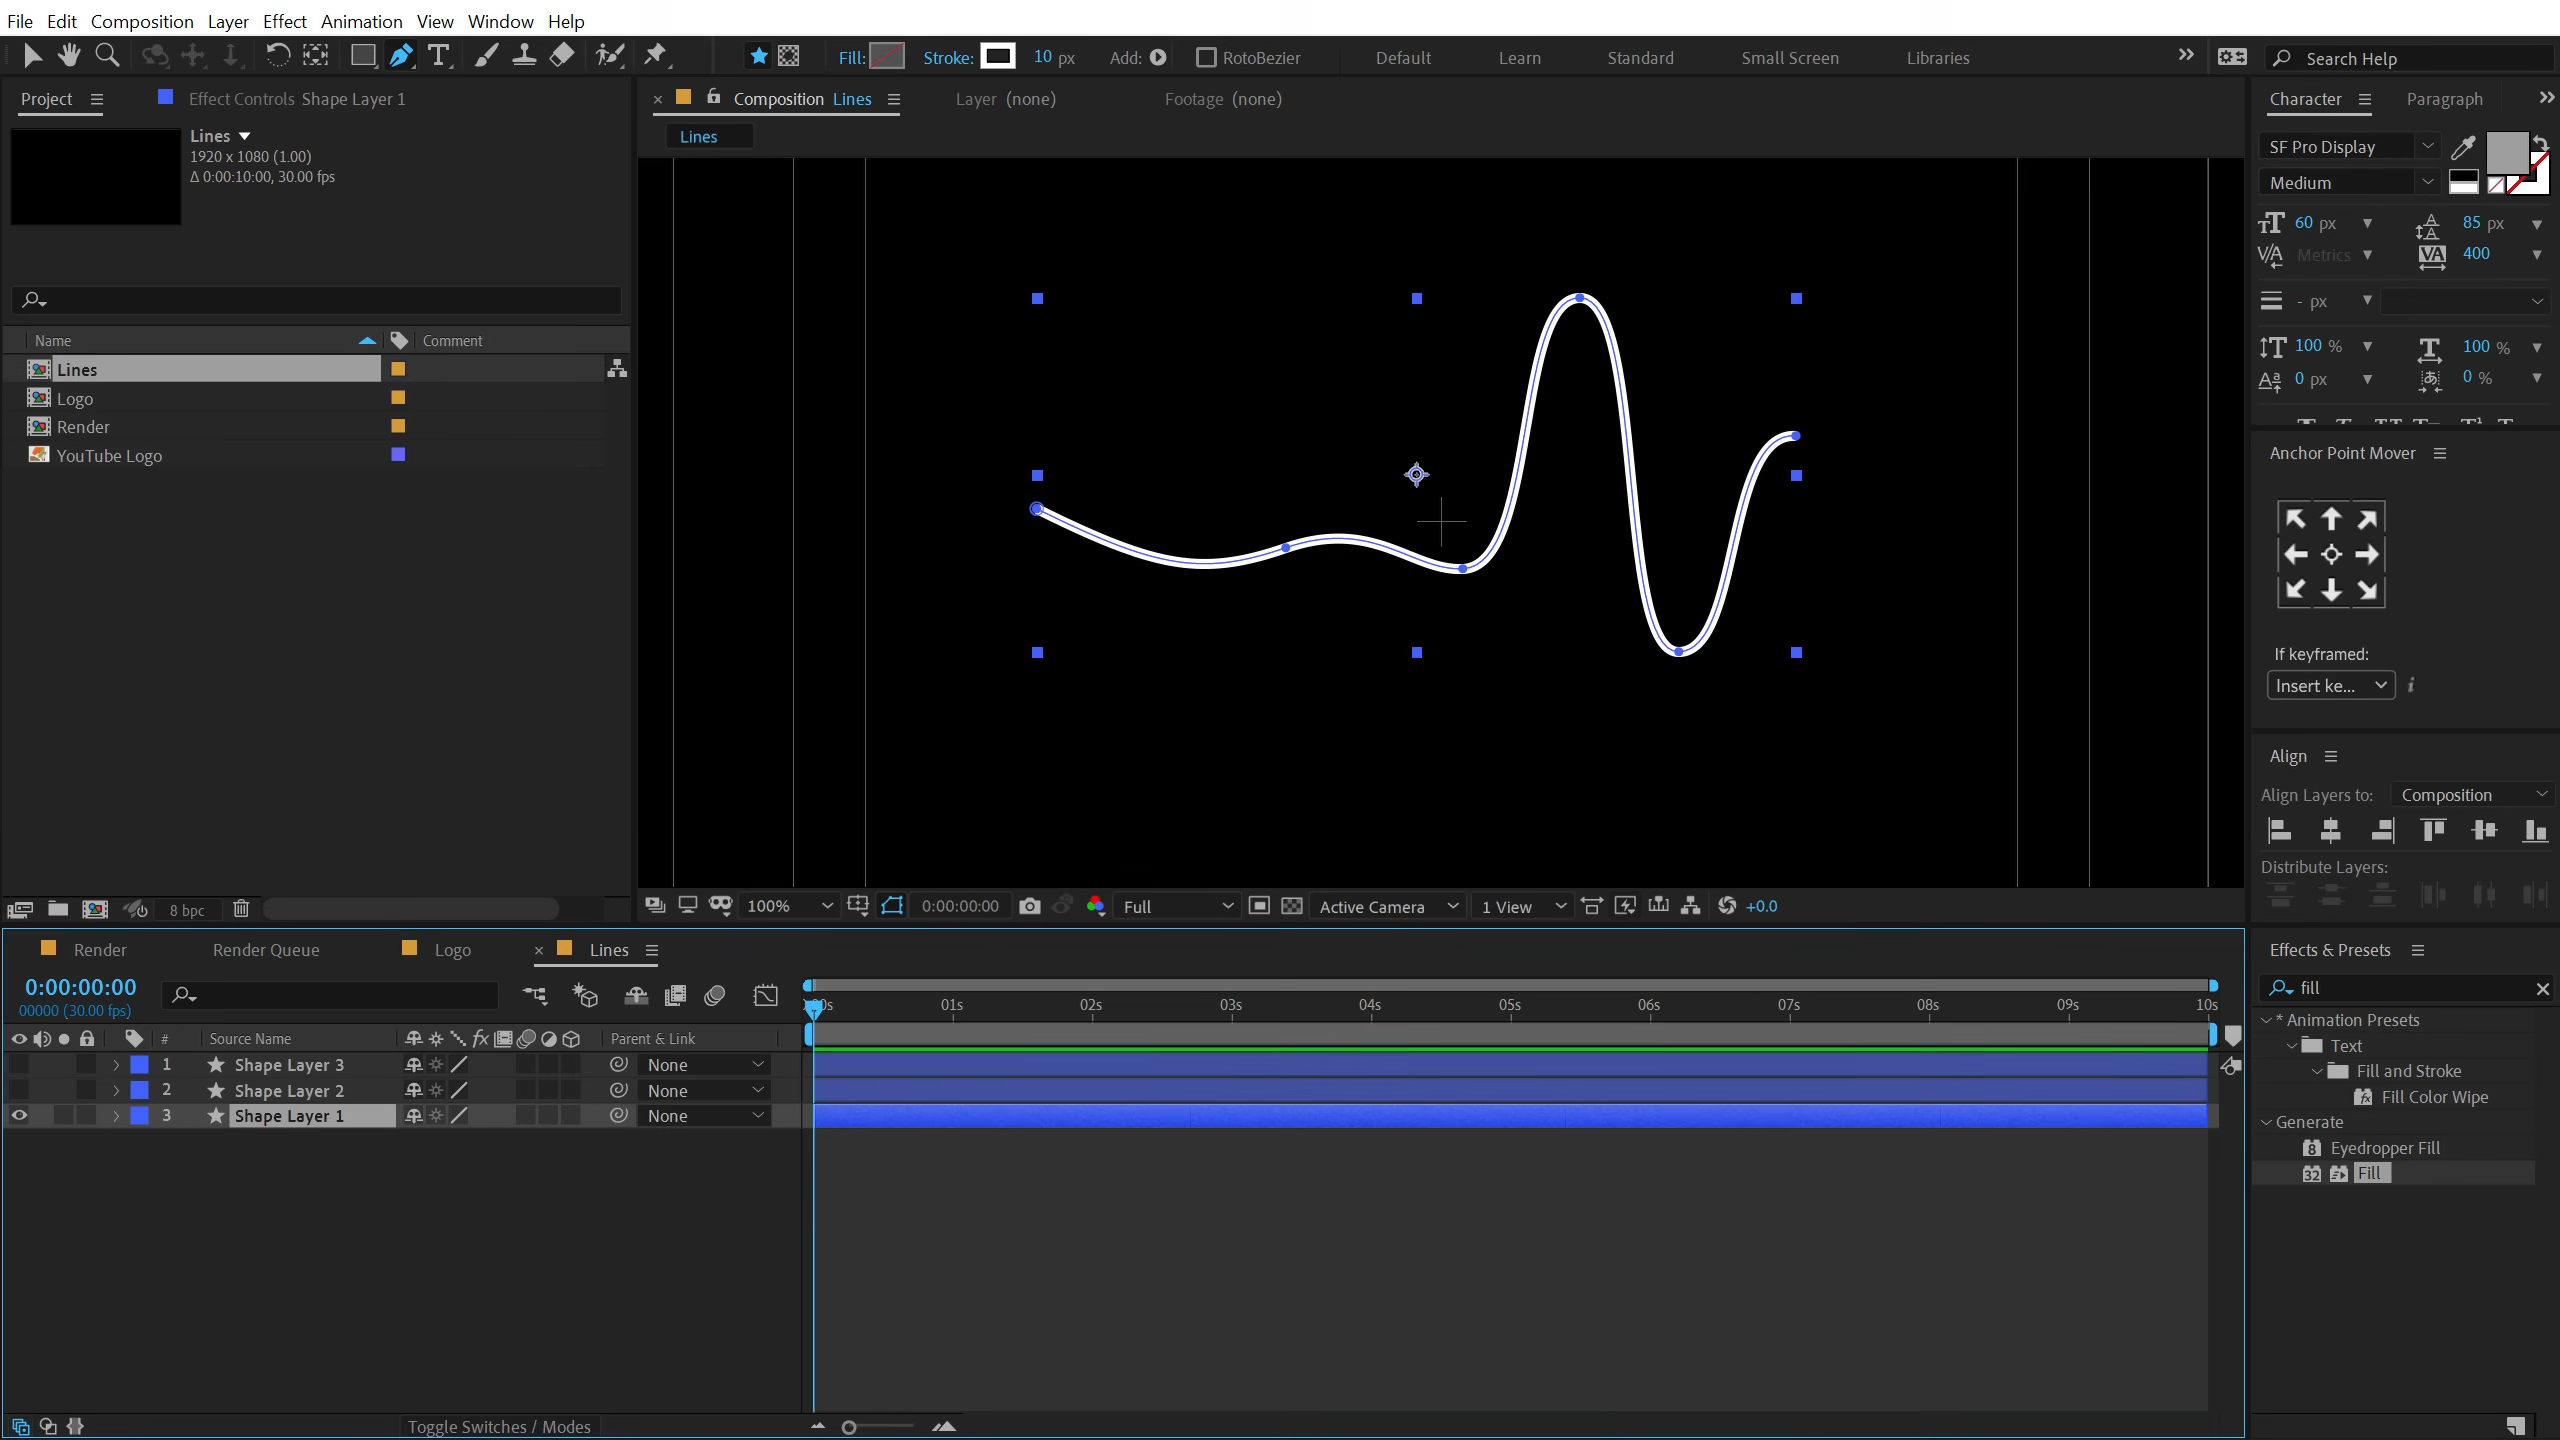 File Edit Composition Layer Effect Animation View Window Help
Fill: Stroke: 10 px Add: RotoBezier Default Learn Standard Small Screen Libraries Search Help
Project Effect Controls Shape Layer 1
Composition Lines Layer (none) Footage (none)
Lines
Lines
1920 x 1080 (1.00)
Δ 0:00:10:00, 30.00 fps
Name Comment
Lines
Logo
Render
YouTube Logo
8 bpc
100% 0:00:00:00 Full Active Camera 1 View +0.0
Character Paragraph
SF Pro Display
Medium
60 px 85 px
Metrics 400
- px
100 % 100 %
0 px 0 %
Anchor Point Mover
If keyframed:
Insert ke...
Align
Align Layers to: Composition
Distribute Layers:
Render Render Queue Logo Lines
0:00:00:00
00000 (30.00 fps)
01s 02s 03s 04s 05s 06s 07s 08s 09s 10s
# Source Name Parent & Link
1 Shape Layer 3 None
2 Shape Layer 2 None
3 Shape Layer 1 None
Toggle Switches / Modes
Effects & Presets
fill
* Animation Presets
Text
Fill and Stroke
Fill Color Wipe
Generate
Eyedropper Fill
Fill